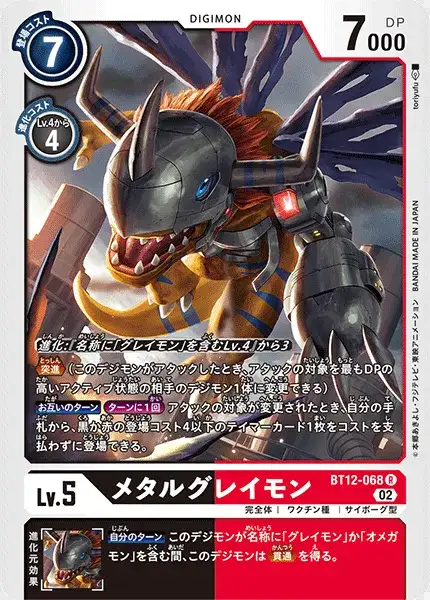 登場コスト
7
DIGIMON
7000
DP
進化コスト
Lv.4から
4
toriyufu
進化:「名称に「グレイモン」を含むLv.4」から3
突進 (このデジモンがアタックしたとき、アタックの対象を最もDP
の高いアクティブ状態の相手のデジモン1体に変更できる)
お互いのターン ターンに1回 アタックの対象が変更されたとき、自分の手
札から、黒か赤の登場コスト4以下のテイマーカード1枚をコストを支
払わずに登場できる。
©本郷あきよし・フジテレビ・東映アニメーション BANDAI MADE IN JAPAN
Lv.5
メタルグレイモン
BT12-068 R
02
完全体 | ワクチン種 | サイボーグ型
進化元効果
自分のターン このデジモンが名称に「グレイモン」か「オメガ
モン」を含む間、このデジモンは 貫通 を得る。